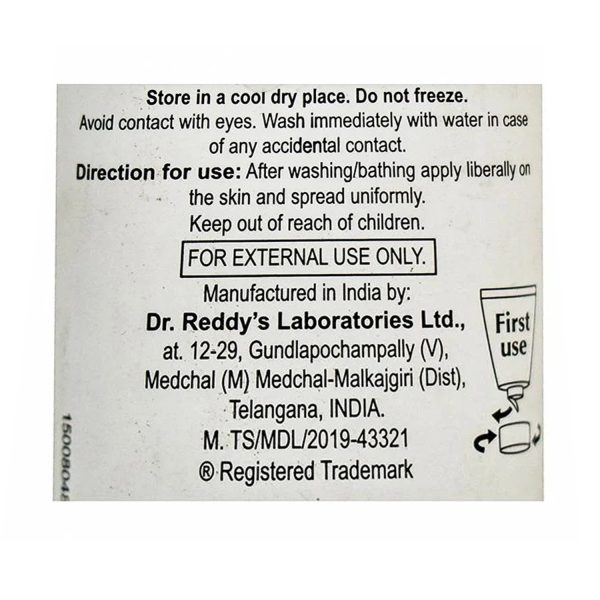 Store in a cool dry place. Do not freeze.
Avoid contact with eyes. Wash immediately with water in case
of any accidental contact.
Direction for use: After washing/bathing apply liberally on
the skin and spread uniformly.
Keep out of reach of children.
FOR EXTERNAL USE ONLY.
Manufactured in India by:
Dr. Reddy's Laboratories Ltd.,
at. 12-29, Gundlapochampally (V),
Medchal (M) Medchal-Malkajgiri (Dist),
Telangana, INDIA.
M. TS/MDL/2019-43321
® Registered Trademark
First
use